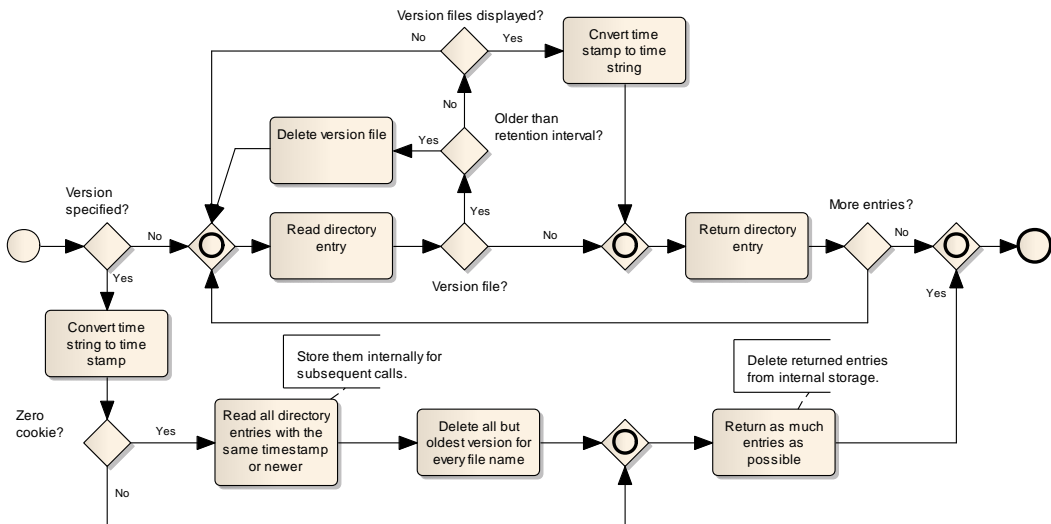 Version files displayed?
No
Yes
Cnvert time
stamp to time
string
No
Older than
retention interval?
Delete version file
Yes
Version
specified?
Yes
More entries?
No
Read directory
entry
No
Return directory
entry
No
Yes
Version file?
Yes
Convert time
string to time
stamp
Store them internally for
subsequent calls.
Delete returned entries
from internal storage.
Zero
cookie?
Yes
Read all directory
entries with the
same timestamp
or newer
Delete all but
oldest version for
every file name
Return as much
entries as
possible
No